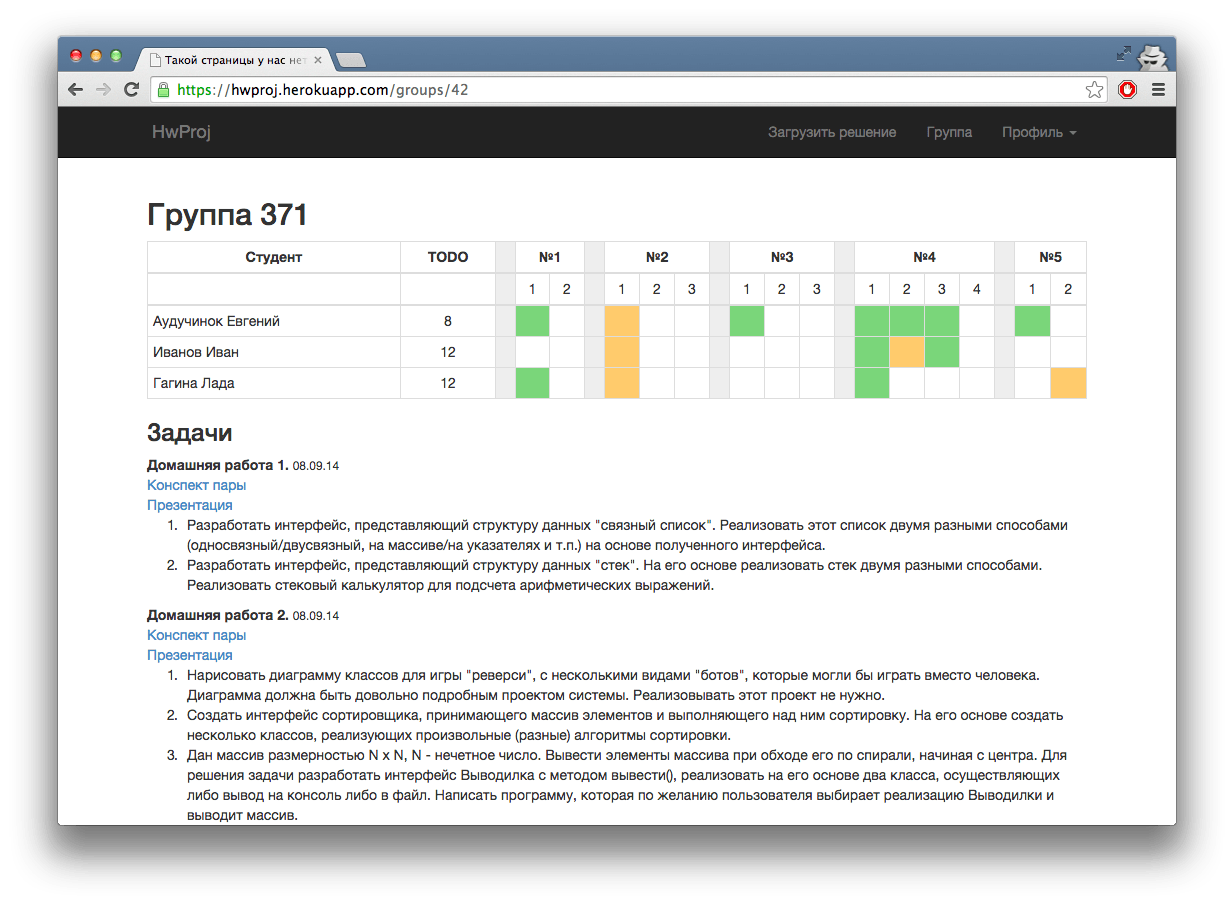 Такой страницы у нас нет
https://hwproj.herokuapp.com/groups/42
HwProj Загрузить решение Группа Профиль
Группа 371
Студент TODO №1 №2 №3 №4 №5
1 2 1 2 3 1 2 3 1 2 3 4 1 2
Аудучинок Евгений 8
Иванов Иван 12
Гагина Лада 12
Задачи
Домашняя работа 1. 08.09.14
Конспект пары
Презентация
1. Разработать интерфейс, представляющий структуру данных "связный список". Реализовать этот список двумя разными способами
(односвязный/двусвязный, на массиве/на указателях и т.п.) на основе полученного интерфейса.
2. Разработать интерфейс, представляющий структуру данных "стек". На его основе реализовать стек двумя разными способами.
Реализовать стековый калькулятор для подсчета арифметических выражений.
Домашняя работа 2. 08.09.14
Конспект пары
Презентация
1. Нарисовать диаграмму классов для игры "реверси", с несколькими видами "ботов", которые могли бы играть вместо человека.
Диаграмма должна быть довольно подробным проектом системы. Реализовывать этот проект не нужно.
2. Создать интерфейс сортировщика, принимающего массив элементов и выполняющего над ним сортировку. На его основе создать
несколько классов, реализующих произвольные (разные) алгоритмы сортировки.
3. Дан массив размерностью N x N, N - нечетное число. Вывести элементы массива при обходе его по спирали, начиная с центра. Для
решения задачи разработать интерфейс Выводилка с методом вывести(), реализовать на его основе два класса, осуществляющих
либо вывод на консоль либо в файл. Написать программу, которая по желанию пользователя выбирает реализацию Выводилки и
выводит массив.